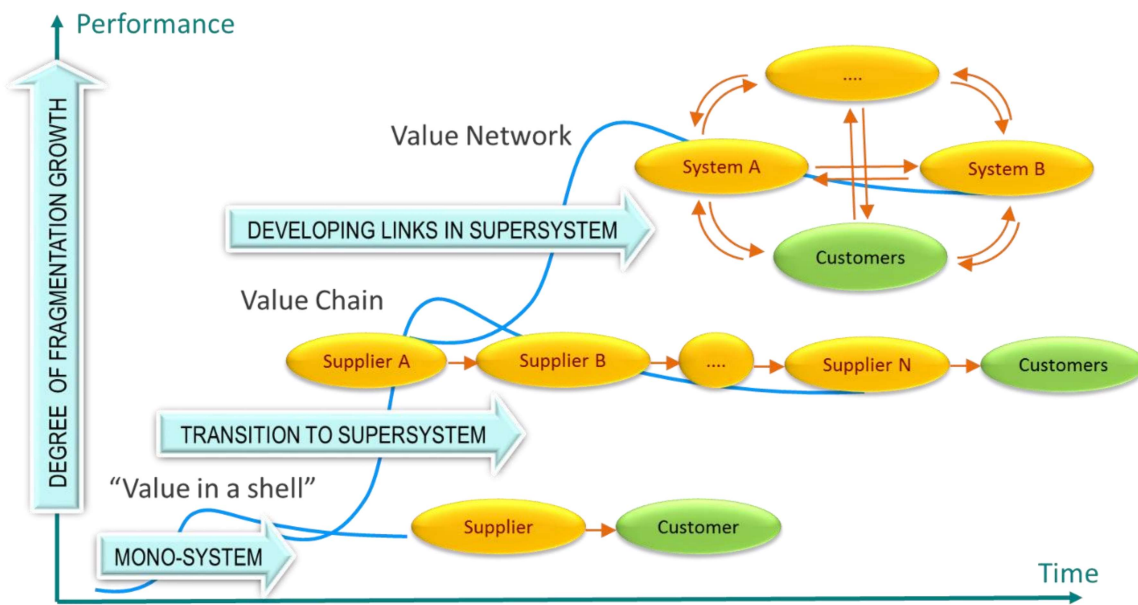 Performance
DEGREE OF FRAGMENTATION GROWTH
....
Value Network
System A
System B
DEVELOPING LINKS IN SUPERSYSTEM
Customers
Value Chain
Supplier A
Supplier B
....
Supplier N
Customers
TRANSITION TO SUPERSYSTEM
“Value in a shell”
Supplier
Customer
MONO-SYSTEM
Time